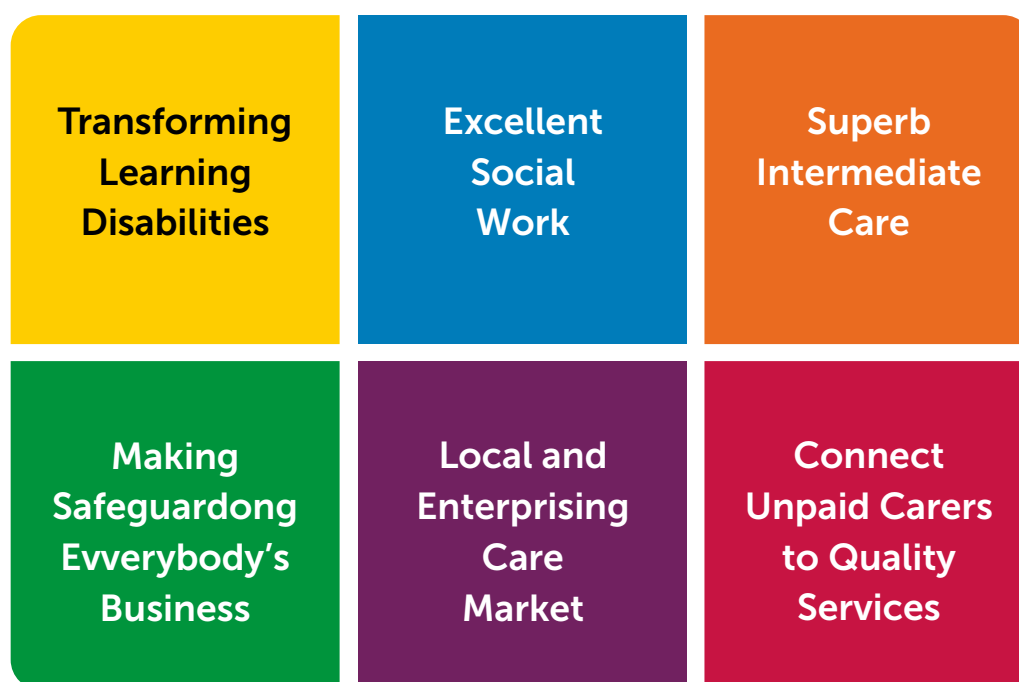 Transforming
Learning
Disabilities
Excellent
Social
Work
Superb
Intermediate
Care
Making
Safeguardong
Evverybody's
Business
Local and
Enterprising
Care
Market
Connect
Unpaid Carers
to Quality
Services